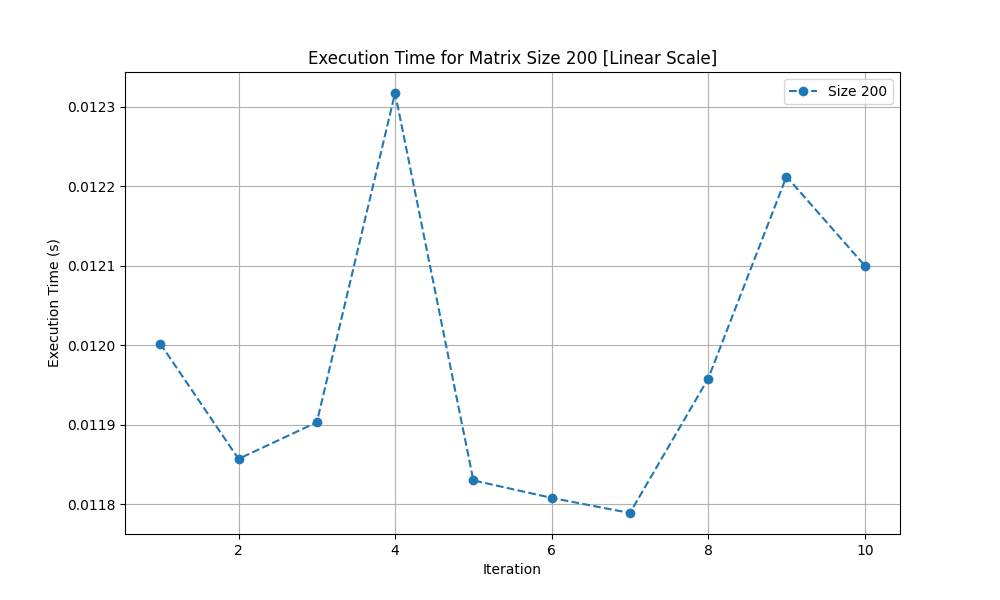 Execution Time for Matrix Size 200 [Linear Scale]
Size 200
Execution Time (s)
0.0123
0.0122
0.0121
0.0120
0.0119
0.0118
2
4
6
8
10
Iteration